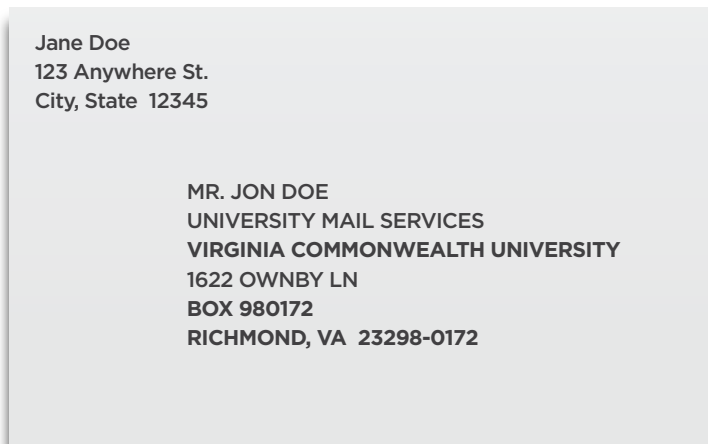 Jane Doe
123 Anywhere St.
City, State  12345
MR. JON DOE
UNIVERSITY MAIL SERVICES
VIRGINIA COMMONWEALTH UNIVERSITY
1622 OWNBY LN
BOX 980172
RICHMOND, VA  23298-0172